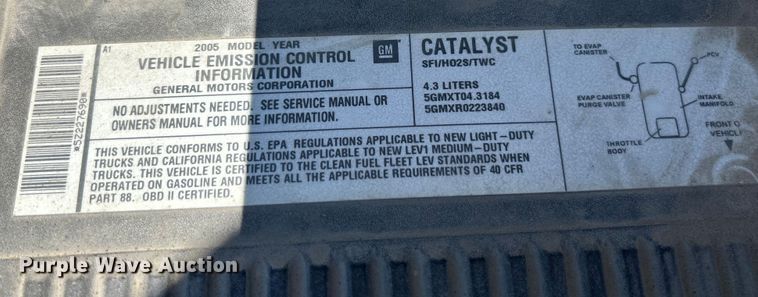 A1
2005 MODEL YEAR
VEHICLE EMISSION CONTROL
INFORMATION
GENERAL MOTORS CORPORATION
GM
NO ADJUSTMENTS NEEDED. SEE SERVICE MANUAL OR
OWNERS MANUAL FOR MORE INFORMATION.
CATALYST
SFI/HO2S/TWC
4.3 LITERS
5GMXT04.3184
5GMXR0223840
THIS VEHICLE CONFORMS TO U.S. EPA REGULATIONS APPLICABLE TO NEW LIGHT-DUTY
TRUCKS AND CALIFORNIA REGULATIONS APPLICABLE TO NEW LEV1 MEDIUM-DUTY
TRUCKS. THIS VEHICLE IS CERTIFIED TO THE CLEAN FUEL FLEET LEV STANDARDS WHEN
OPERATED ON GASOLINE AND MEETS ALL THE APPLICABLE REQUIREMENTS OF 40 CFR
PART 88. OBD II CERTIFIED.
TO EVAP
CANISTER
PCV
EVAP CANISTER
PURGE VALVE
INTAKE
MANIFOLD
THROTTLE
BODY
FRONT O
VEHICL
*52227690*
Purple Wave Auction